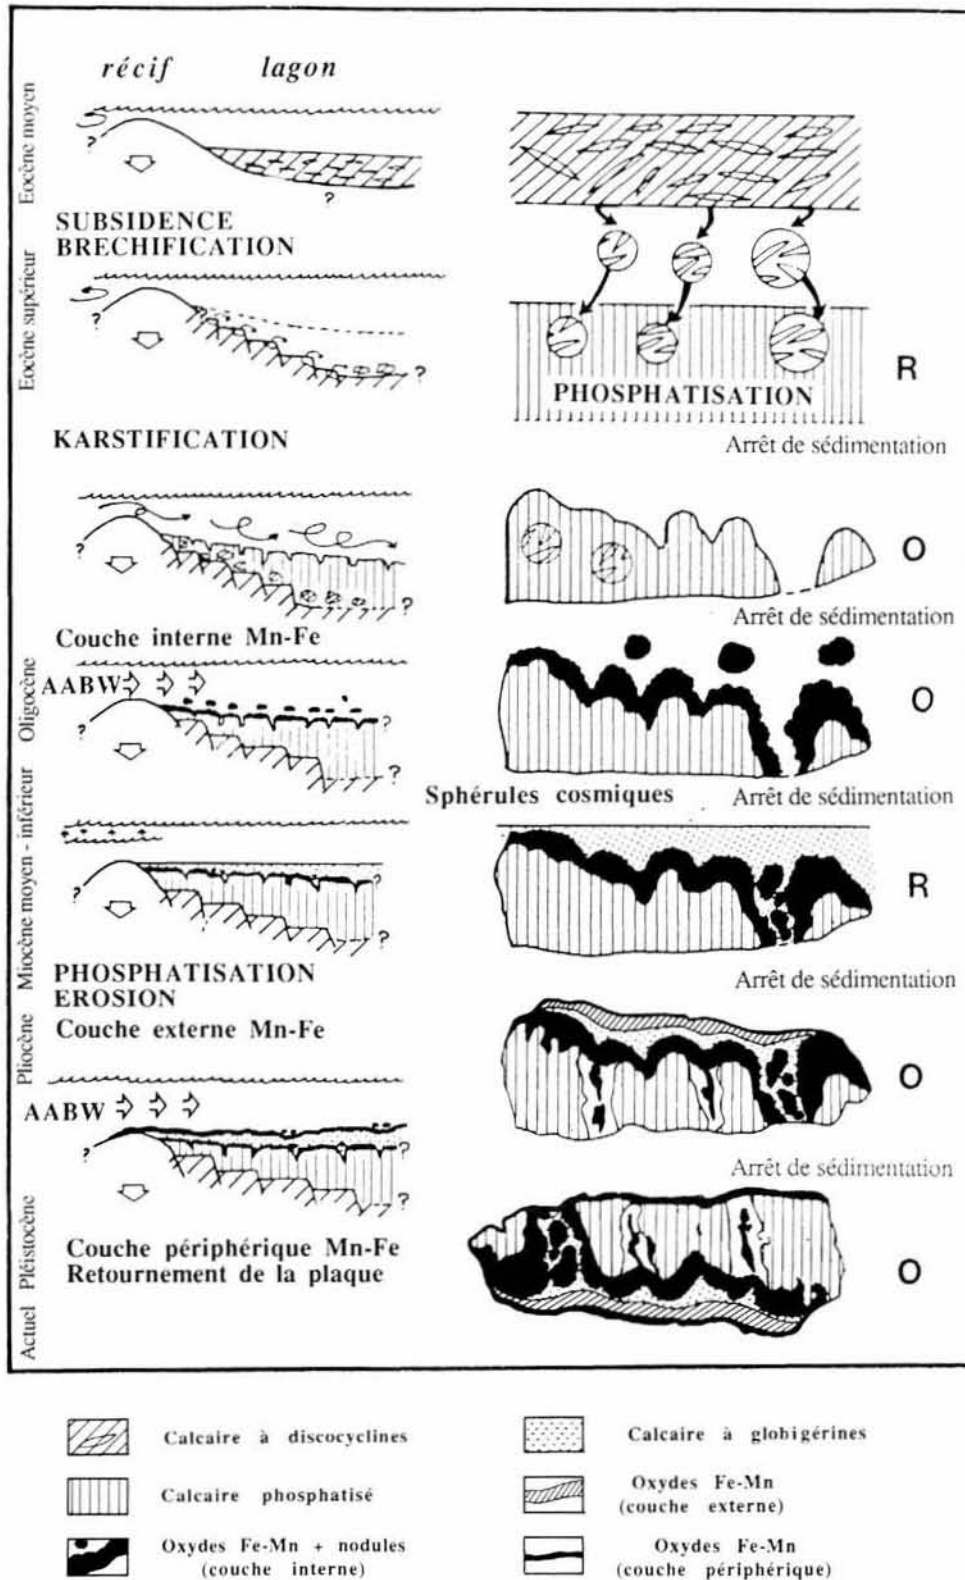 récif lagon
Eocène moyen
?
?
SUBSIDENCE
BRECHIFICATION
Eocène supérieur
?
?
PHOSPHATISATION
R
KARSTIFICATION
Arrêt de sédimentation
?
?
O
Couche interne Mn-Fe
Arrêt de sédimentation
Oligocène
AABW
?
?
?
O
Sphérules cosmiques
Arrêt de sédimentation
Miocène moyen - inférieur
?
?
?
R
PHOSPHATISATION
EROSION
Arrêt de sédimentation
Couche externe Mn-Fe
Pliocène
O
AABW
?
?
?
Arrêt de sédimentation
Pléistocène
Couche périphérique Mn-Fe
Retournement de la plaque
O
Actuel
Calcaire à discocyclines
Calcaire à globigérines
Calcaire phosphatisé
Oxydes Fe-Mn
(couche externe)
Oxydes Fe-Mn + nodules
(couche interne)
Oxydes Fe-Mn
(couche périphérique)